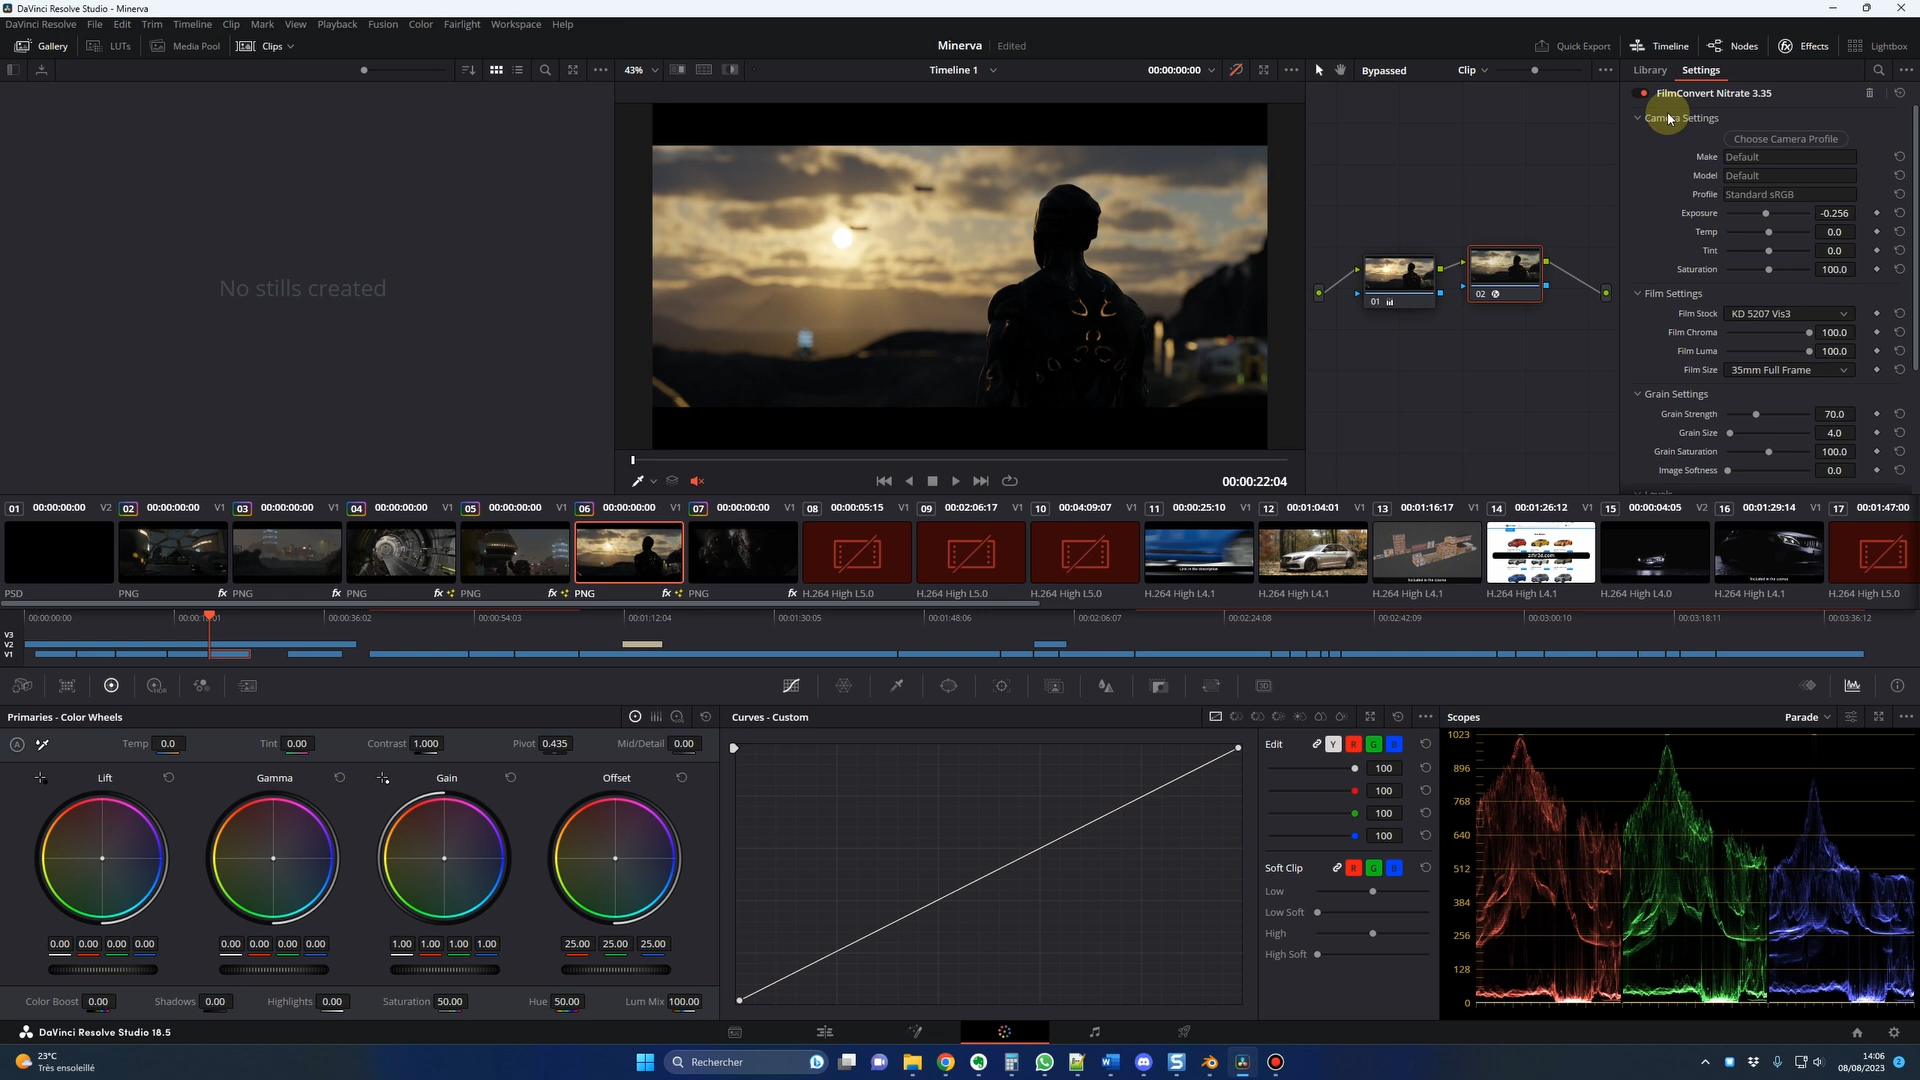 DaVinci Resolve Studio - Minerva
DaVinci Resolve File Edit Trim Timeline Clip Mark View Playback Fusion Color Fairlight Workspace Help
Gallery LUTs Media Pool Clips Minerva Edited Quick Export Timeline Nodes Effects Lightbox
43% Timeline 1 00:00:00:00 Bypassed Clip Library Settings
FilmConvert Nitrate 3.35
Camera Settings
Choose Camera Profile
Make Default
Model Default
Profile Standard sRGB
Exposure -0.256
Temp 0.0
Tint 0.0
Saturation 100.0
Film Settings
Film Stock KD 5207 Vis3
Film Chroma 100.0
Film Luma 100.0
Film Size 35mm Full Frame
Grain Settings
Grain Strength 70.0
Grain Size 4.0
Grain Saturation 100.0
Image Softness 0.0
No stills created
01
02
00:00:22:04
01 00:00:00:00 V2 02 00:00:00:00 V1 03 00:00:00:00 V1 04 00:00:00:00 V1 05 00:00:00:00 V1 06 00:00:00:00 V1 07 00:00:00:00 V1 08 00:00:05:15 V1 09 00:02:06:17 V1 10 00:04:09:07 V1 11 00:00:25:10 V1 12 00:01:04:01 V1 13 00:01:16:17 V1 14 00:01:26:12 V1 15 00:00:04:05 V2 16 00:01:29:14 V1 17 00:01:47:00
PSD PNG fx PNG fx PNG fx PNG fx PNG fx PNG fx H.264 High L5.0 H.264 High L5.0 H.264 High L5.0 H.264 High L4.1 H.264 High L4.1 H.264 High L4.1 H.264 High L4.1 H.264 High L4.0 H.264 High L4.1 H.264 High L5.0
00:00:00:00 00:00:36:02 00:00:54:03 00:01:12:04 00:01:30:05 00:01:48:06 00:02:06:07 00:02:24:08 00:02:42:09 00:03:00:10 00:03:18:11 00:03:36:12
V3
V2
V1
Primaries - Color Wheels Curves - Custom Scopes Parade
A Temp 0.0 Tint 0.00 Contrast 1.000 Pivot 0.435 Mid/Detail 0.00
Lift Gamma Gain Offset
0.00 0.00 0.00 0.00 0.00 0.00 0.00 0.00 1.00 1.00 1.00 1.00 25.00 25.00 25.00
Color Boost 0.00 Shadows 0.00 Highlights 0.00 Saturation 50.00 Hue 50.00 Lum Mix 100.00
Edit Y R G B
100
100
100
100
Soft Clip R G B
Low
Low Soft
High
High Soft
1023
896
768
640
512
384
256
128
0
DaVinci Resolve Studio 18.5
23°C
Très ensoleillé
Rechercher
14:06
08/08/2023
2